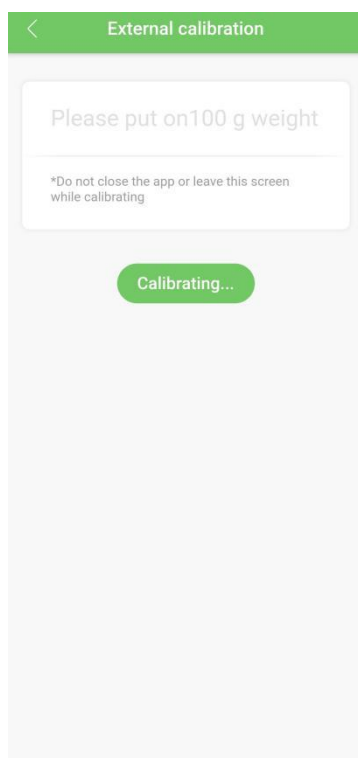 External calibration
Please put on100 g weight
*Do not close the app or leave this screen
while calibrating
Calibrating...